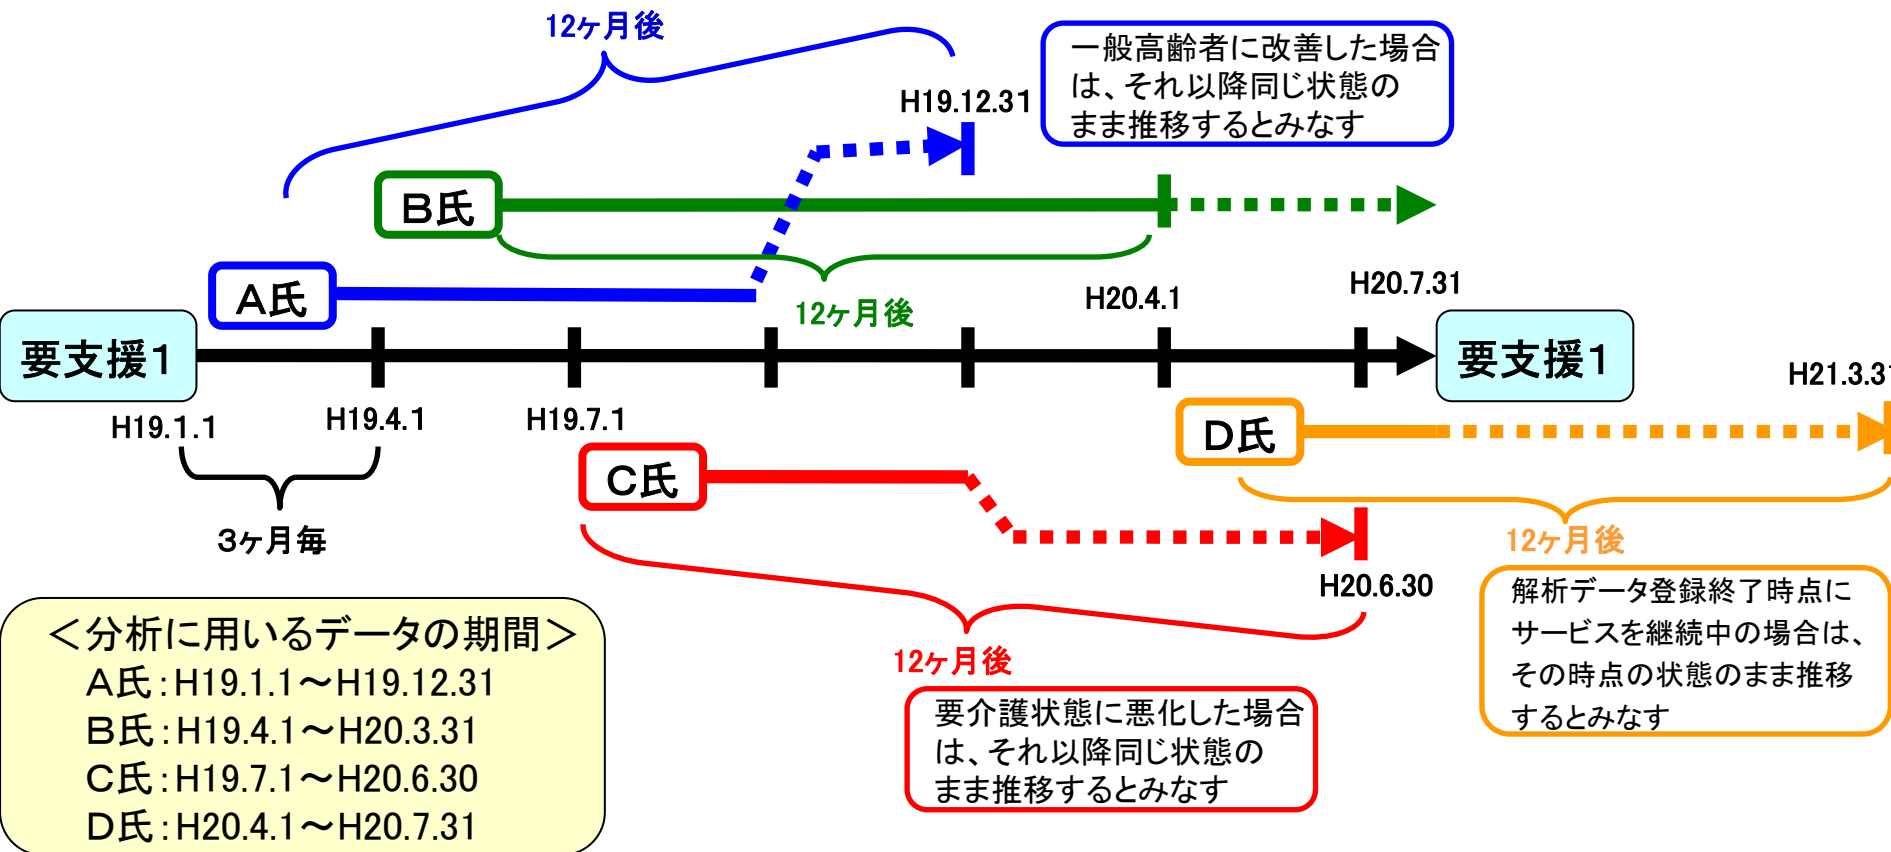 12ヶ月後
一般高齢者に改善した場合
は、それ以降同じ状態の
まま推移するとみなす
H19.12.31
B氏
A氏
12ヶ月後
H20.4.1
H20.7.31
要支援1
要支援1
H21.3.31
H19.1.1
H19.4.1
H19.7.1
D氏
C氏
3ヶ月毎
12ヶ月後
H20.6.30
解析データ登録終了時点に
サービスを継続中の場合は、
その時点の状態のまま推移
するとみなす
12ヶ月後
要介護状態に悪化した場合
は、それ以降同じ状態の
まま推移するとみなす
＜分析に用いるデータの期間＞
A氏：H19.1.1～H19.12.31
B氏：H19.4.1～H20.3.31
C氏：H19.7.1～H20.6.30
D氏：H20.4.1～H20.7.31